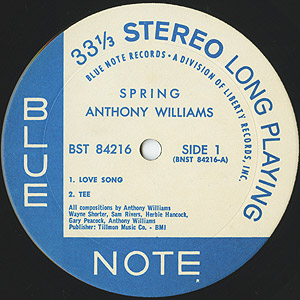 33⅓ STEREO LONG PLAYING
BLUE NOTE RECORDS • A DIVISION OF LIBERTY RECORDS, INC.
SPRING
ANTHONY WILLIAMS
BST 84216 SIDE 1
(BNST 84216-A)
1. LOVE SONG
2. TEE
All compositions by Anthony Williams
Wayne Shorter, Sam Rivers, Herbie Hancock,
Gary Peacock, Anthony Williams
Publisher: Tillmon Music Co. - BMI
BLUE
NOTE